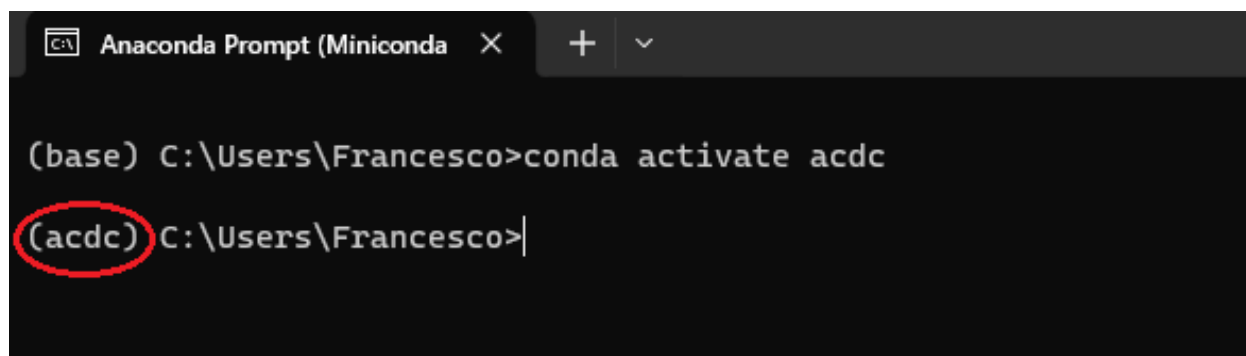 Anaconda Prompt (Miniconda
(base) C:\Users\Francesco>conda activate acdc
(acdc) C:\Users\Francesco>